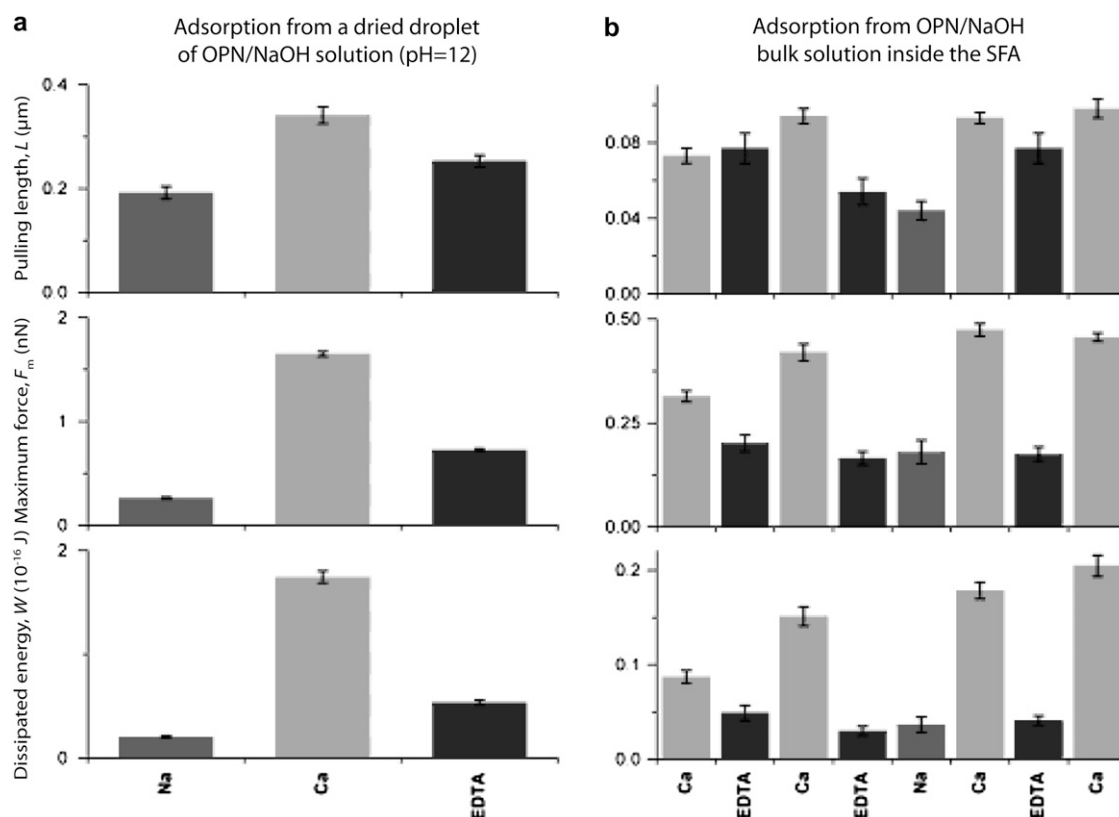 a
Adsorption from a dried droplet
of OPN/NaOH solution (pH=12)
b
Adsorption from OPN/NaOH
bulk solution inside the SFA
Pulling length, L (μm)
0.4
0.2
0.0
0.08
0.04
0.00
Maximum force, Fm (nN)
2
1
0
0.50
0.25
0.00
Dissipated energy, W (10⁻¹⁶ J)
2
0
0.2
0.1
0.0
Na
Ca
EDTA
Ca
EDTA
Ca
EDTA
Na
Ca
EDTA
Ca